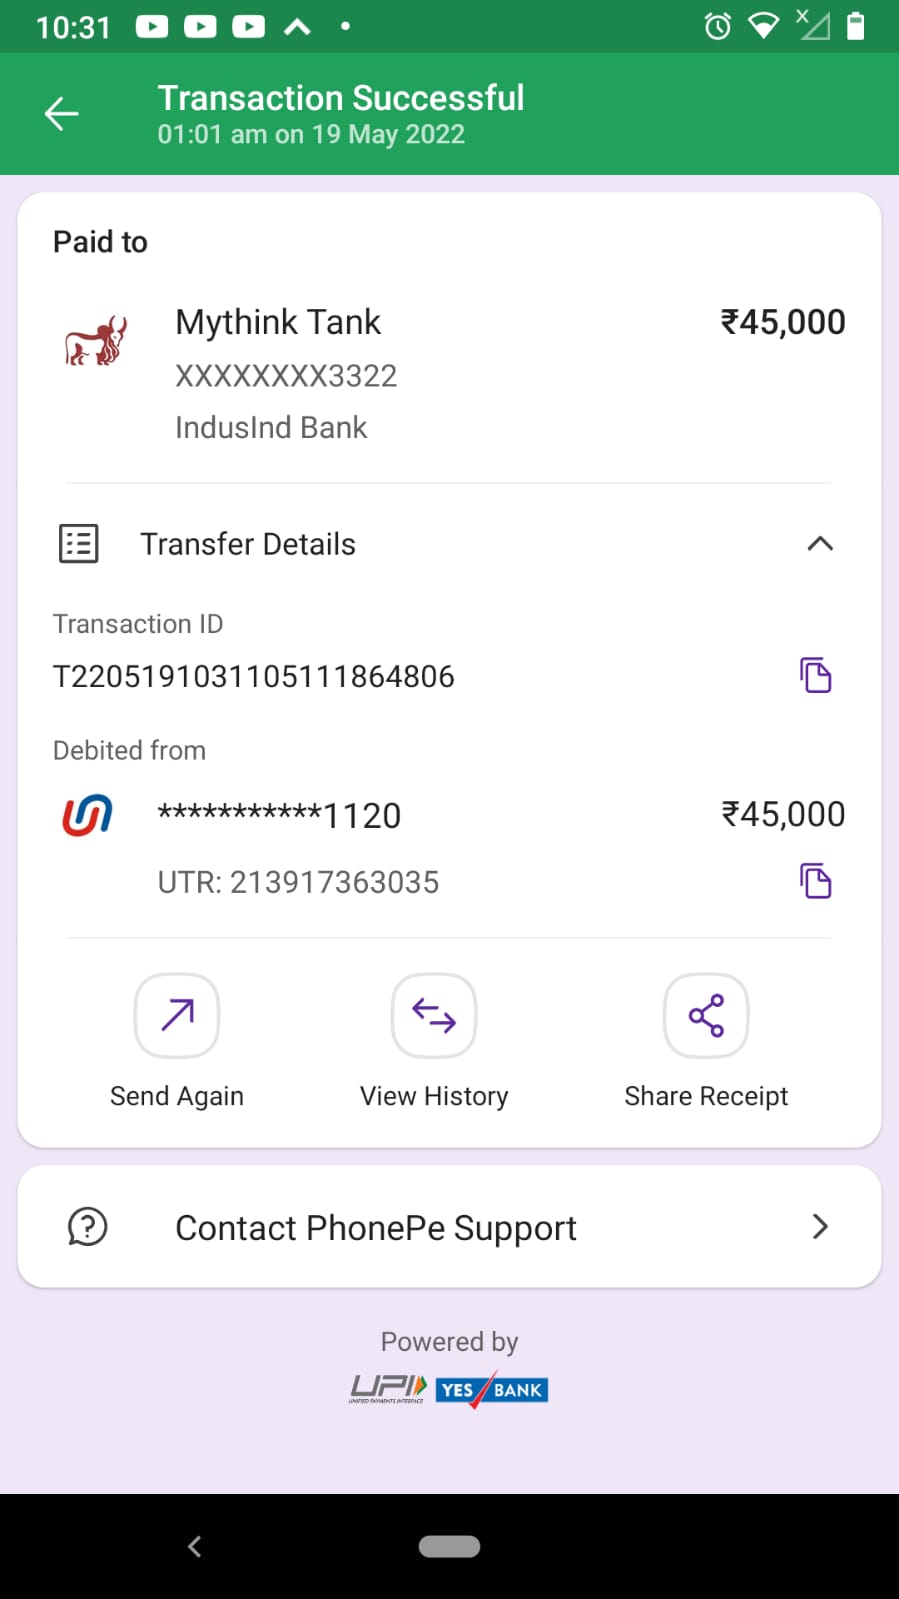 10:31
Transaction Successful
01:01 am on 19 May 2022
Paid to
Mythink Tank
₹45,000
XXXXXXXX3322
IndusInd Bank
Transfer Details
Transaction ID
T2205191031105111864806
Debited from
***********1120
₹45,000
UTR: 213917363035
Send Again
View History
Share Receipt
Contact PhonePe Support
Powered by
UPI
UNIFIED PAYMENTS INTERFACE
YES BANK